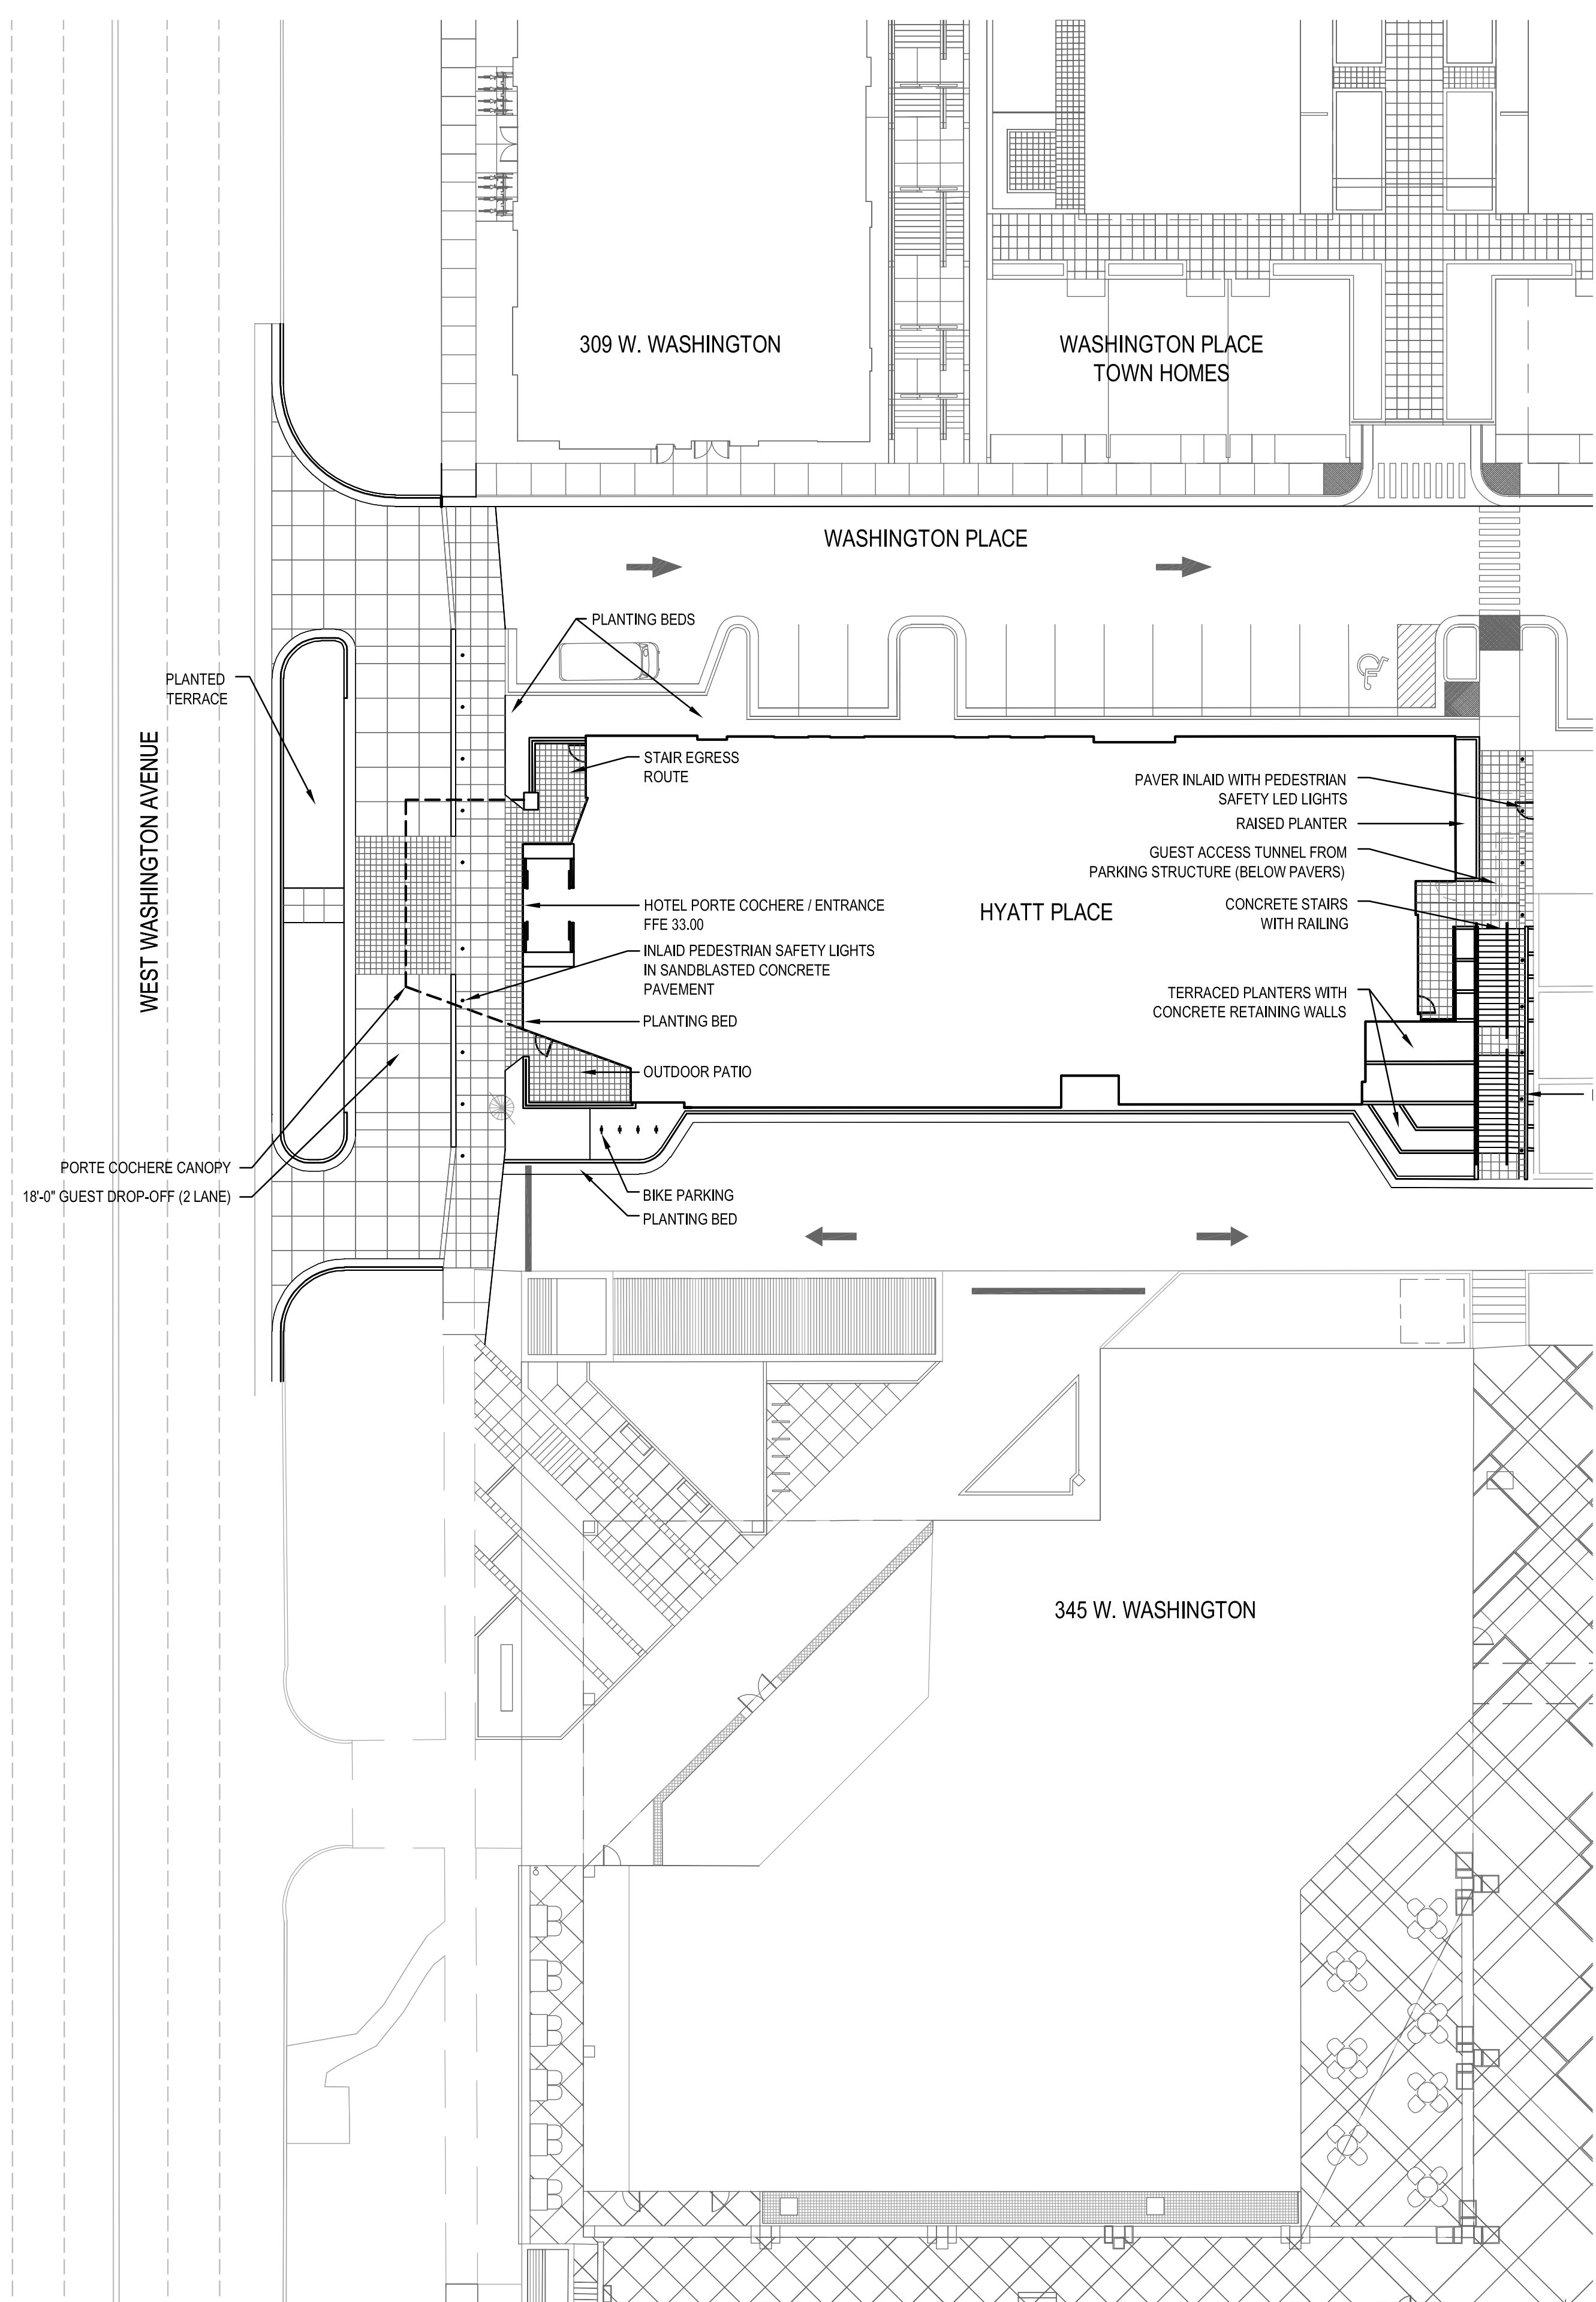 309 W. WASHINGTON
WASHINGTON PLACE
TOWN HOMES
WASHINGTON PLACE
PLANTING BEDS
PLANTED
TERRACE
WEST WASHINGTON AVENUE
STAIR EGRESS
ROUTE
PAVER INLAID WITH PEDESTRIAN
SAFETY LED LIGHTS
RAISED PLANTER
GUEST ACCESS TUNNEL FROM
PARKING STRUCTURE (BELOW PAVERS)
HOTEL PORTE COCHERE / ENTRANCE
FFE 33.00
HYATT PLACE
CONCRETE STAIRS
WITH RAILING
INLAID PEDESTRIAN SAFETY LIGHTS
IN SANDBLASTED CONCRETE
PAVEMENT
TERRACED PLANTERS WITH
CONCRETE RETAINING WALLS
PLANTING BED
OUTDOOR PATIO
PORTE COCHERE CANOPY
18'-0" GUEST DROP-OFF (2 LANE)
BIKE PARKING
PLANTING BED
345 W. WASHINGTON